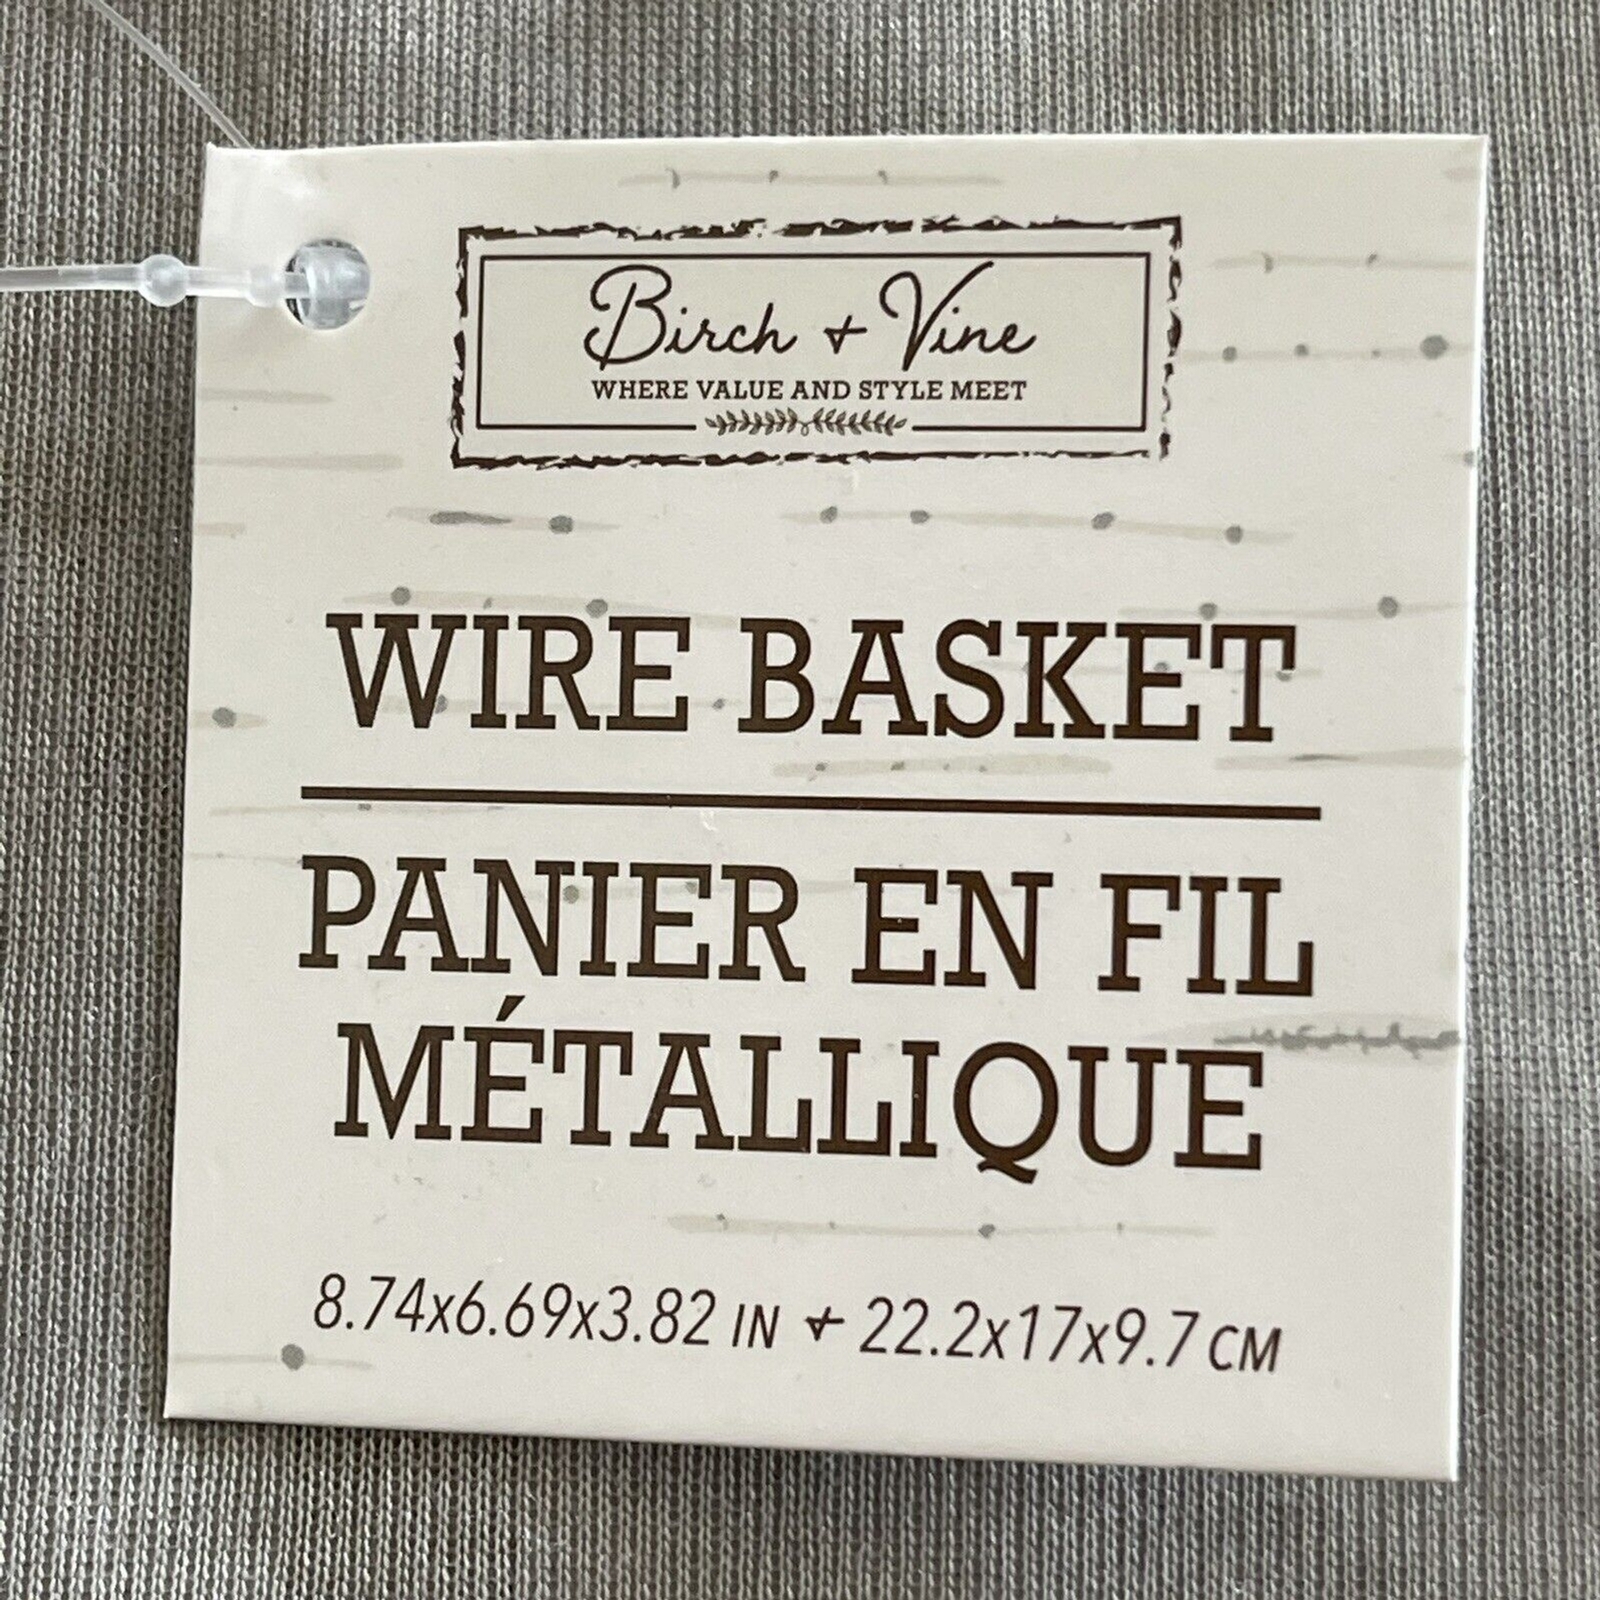 Birch + Vine
WHERE VALUE AND STYLE MEET
WIRE BASKET
PANIER EN FIL
MÉTALLIQUE
8.74x6.69x3.82 IN + 22.2x17x9.7 CM